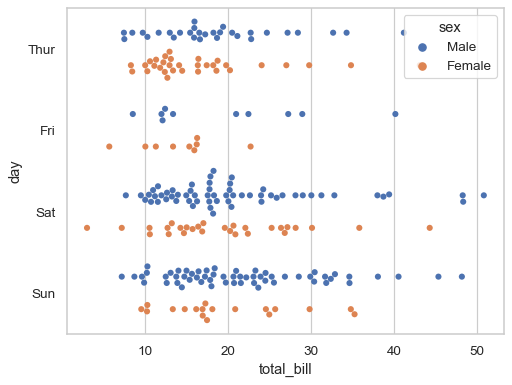 sex
Male
Female
Thur
Fri
Sat
Sun
day
10 20 30 40 50
total_bill